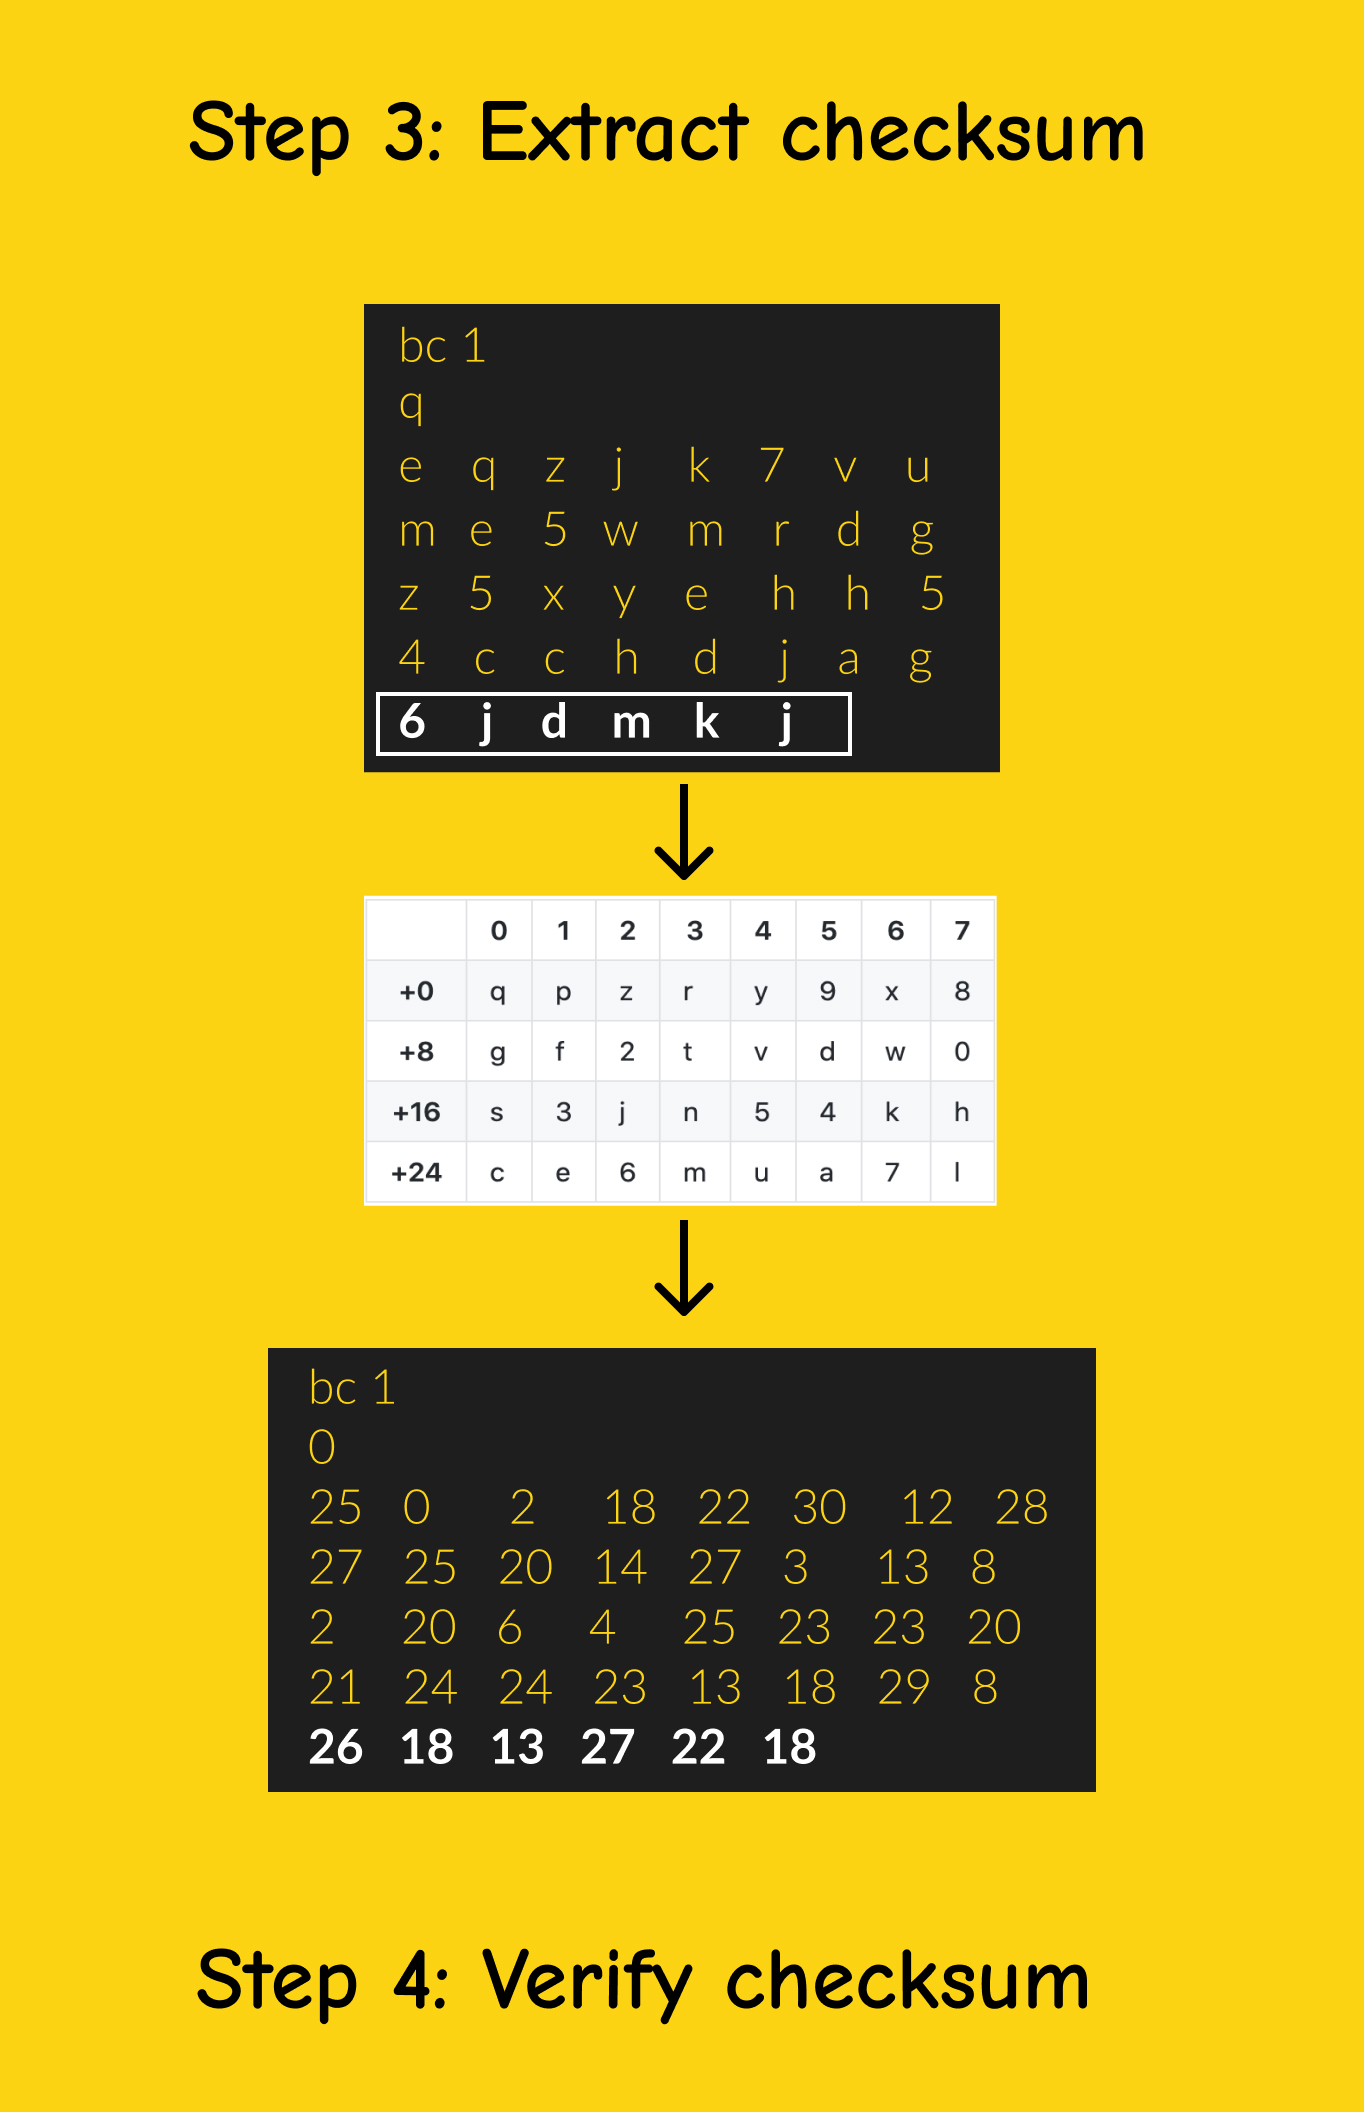 Step 3: Extract checksum
bc 1
q
e q z j k 7 v u
m e 5 w m r d g
z 5 x y e h h 5
4 c c h d j a g
6 j d m k j
0 1 2 3 4 5 6 7
+0 q p z r y 9 x 8
+8 g f 2 t v d w 0
+16 s 3 j n 5 4 k h
+24 c e 6 m u a 7 l
bc 1
0
25 0 2 18 22 30 12 28
27 25 20 14 27 3 13 8
2 20 6 4 25 23 23 20
21 24 24 23 13 18 29 8
26 18 13 27 22 18
Step 4: Verify checksum